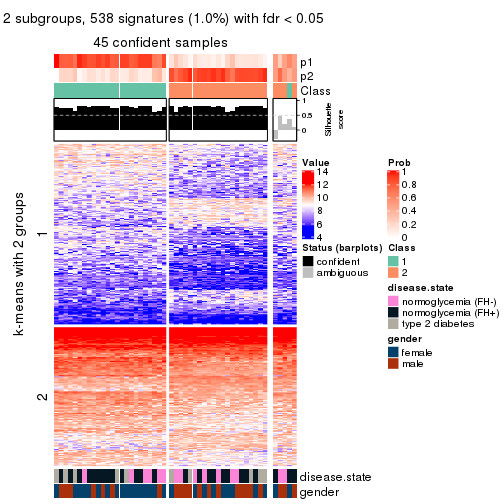 2 subgroups, 538 signatures (1.0%) with fdr < 0.05
45 confident samples
p1
p2
Class
1
0.5
0
Silhouette
score
k-means with 2 groups
1
2
disease.state
gender
Value
14
12
10
8
6
4
Status (barplots)
confident
ambiguous
Prob
1
0.8
0.6
0.4
0.2
0
Class
1
2
disease.state
normoglycemia (FH-)
normoglycemia (FH+)
type 2 diabetes
gender
female
male